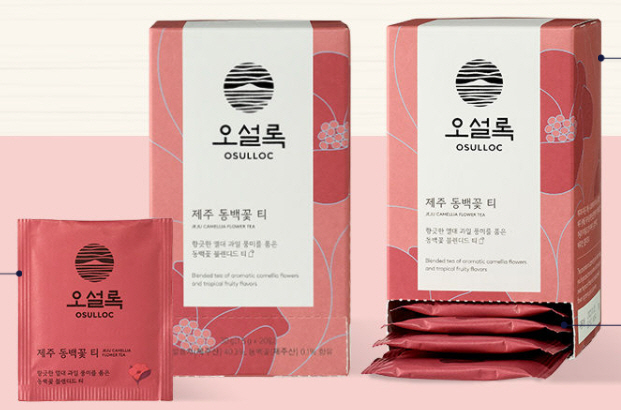 오설록
OSULLOC
제주 동백꽃 티
JEJU CAMELLIA FLOWER TEA
향긋한 열대 과일 풍미를 품은
동백꽃 블렌디드 티
Blended tea of aromatic camellia flowers
and tropical fruity flavors
오설록
OSULLOC
제주 동백꽃 티
JEJU CAMELLIA FLOWER TEA
향긋한 열대 과일 풍미를 품은
동백꽃 블렌디드 티
Blended tea of aromatic camellia flowers
and tropical fruity flavors
오설록
OSULLOC
제주 동백꽃 티
JEJU CAMELLIA
FLOWER TEA
향긋한 열대 과일 풍미를 품은
동백꽃 블렌디드 티